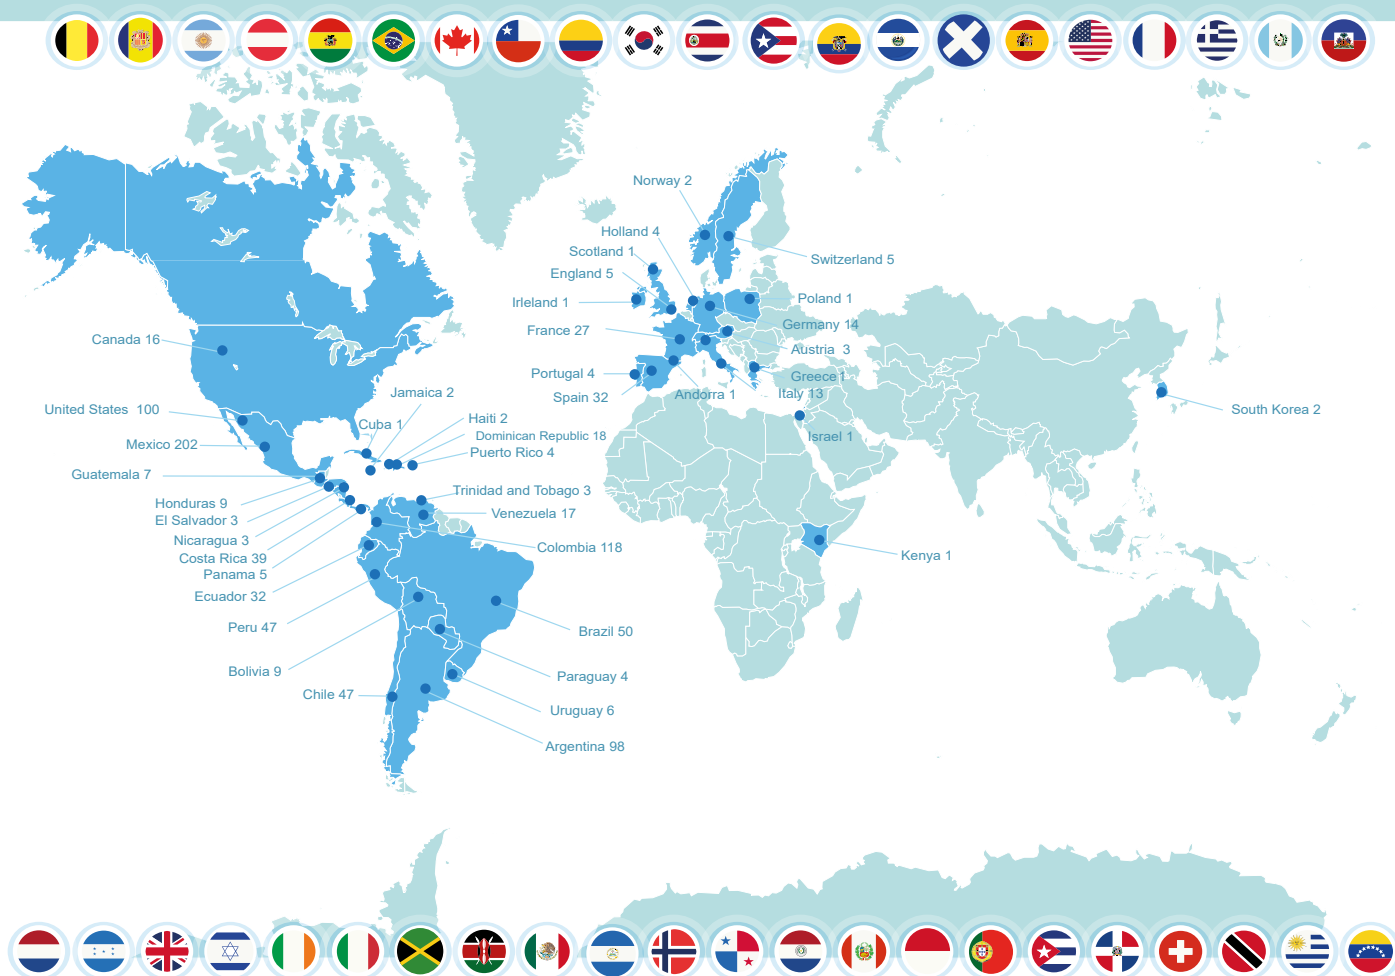 Norway 2
Holland 4
Scotland 1
England 5
Irleland 1
France 27
Portugal 4
Spain 32
Andorra 1
Switzerland 5
Poland 1
Germany 14
Austria 3
Greece 1
Italy 13
Israel 1
South Korea 2
Kenya 1
Canada 16
United States 100
Mexico 202
Guatemala 7
Honduras 9
El Salvador 3
Nicaragua 3
Costa Rica 39
Panama 5
Ecuador 32
Peru 47
Bolivia 9
Chile 47
Jamaica 2
Cuba 1
Haiti 2
Dominican Republic 18
Puerto Rico 4
Trinidad and Tobago 3
Venezuela 17
Colombia 118
Brazil 50
Paraguay 4
Uruguay 6
Argentina 98